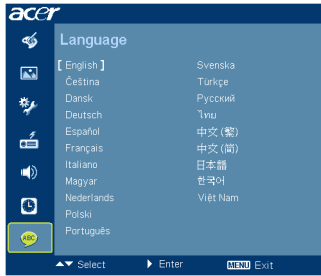 acer
Language
[ English ]
Čeština
Dansk
Deutsch
Español
Français
Italiano
Magyar
Nederlands
Polski
Português
Svenska
Türkçe
Русский
ไทย
中文 (繁)
中文 (简)
日本語
한국어
Việt Nam
ABC
▲▼ Select
▶ Enter
MENU Exit